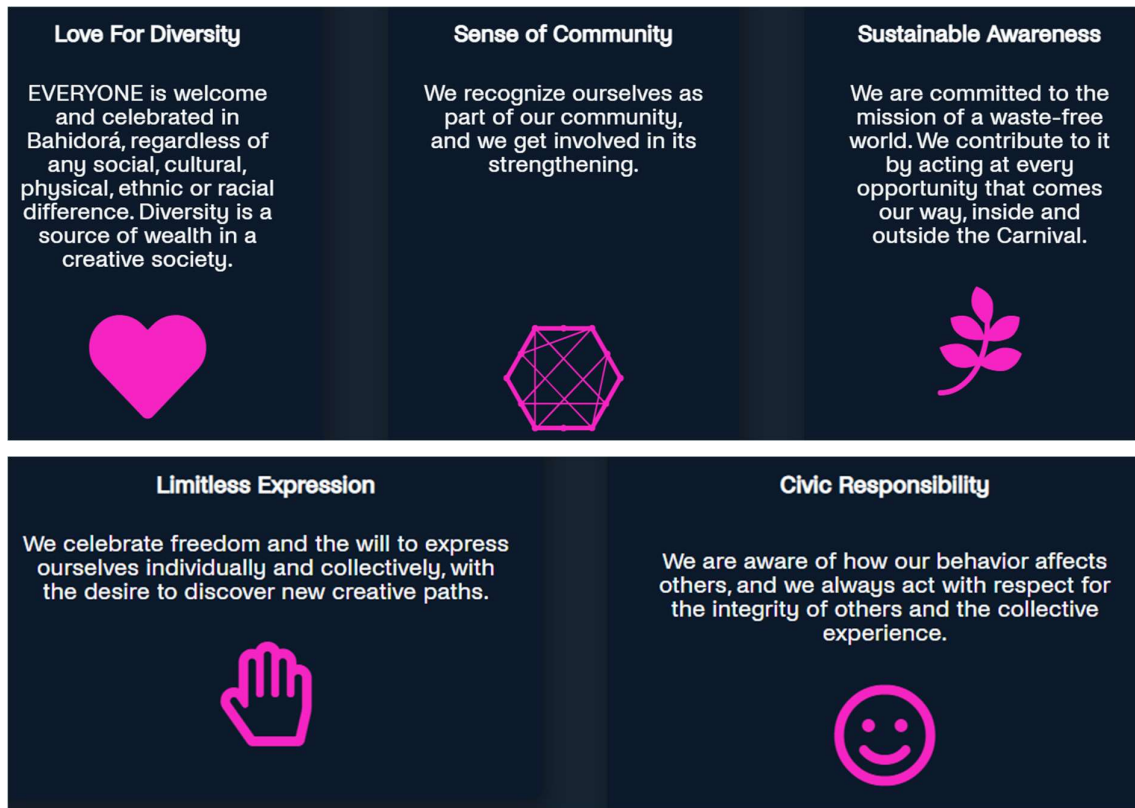 Love For Diversity
EVERYONE is welcome
and celebrated in
Bahidorá, regardless of
any social, cultural,
physical, ethnic or racial
difference. Diversity is a
source of wealth in a
creative society.
Sense of Community
We recognize ourselves as
part of our community,
and we get involved in its
strengthening.
Sustainable Awareness
We are committed to the
mission of a waste-free
world. We contribute to it
by acting at every
opportunity that comes
our way, inside and
outside the Carnival.
Limitless Expression
We celebrate freedom and the will to express
ourselves individually and collectively, with
the desire to discover new creative paths.
Civic Responsibility
We are aware of how our behavior affects
others, and we always act with respect for
the integrity of others and the collective
experience.